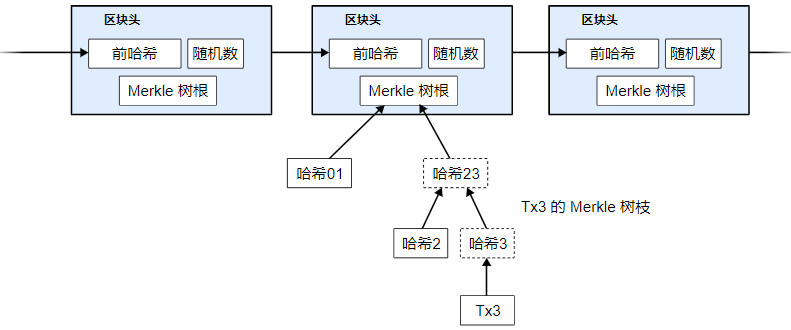 区块头
区块头
区块头
前哈希 随机数
前哈希 随机数
前哈希 随机数
Merkle 树根
Merkle 树根
Merkle 树根
哈希01
哈希23
Tx3 的 Merkle 树枝
哈希2
哈希3
Tx3